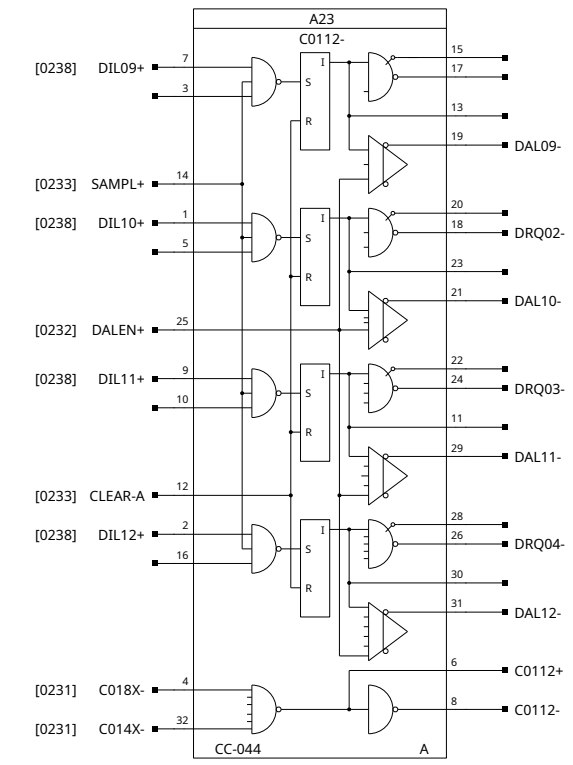 A23
C0112-
[0238] DIL09+ 7 I 15
17
3 S
R 13
19 DAL09-
[0233] SAMPL+ 14
[0238] DIL10+ 1 I 20
18 DRQ02-
5 S
R 23
21 DAL10-
[0232] DALEN+ 25
[0238] DIL11+ 9 I 22
24 DRQ03-
10 S
R 11
29 DAL11-
[0233] CLEAR-A 12
[0238] DIL12+ 2 I 28
26 DRQ04-
16 S
R 30
31 DAL12-
6 C0112+
[0231] C018X- 4
8 C0112-
[0231] C014X- 32
CC-044 A